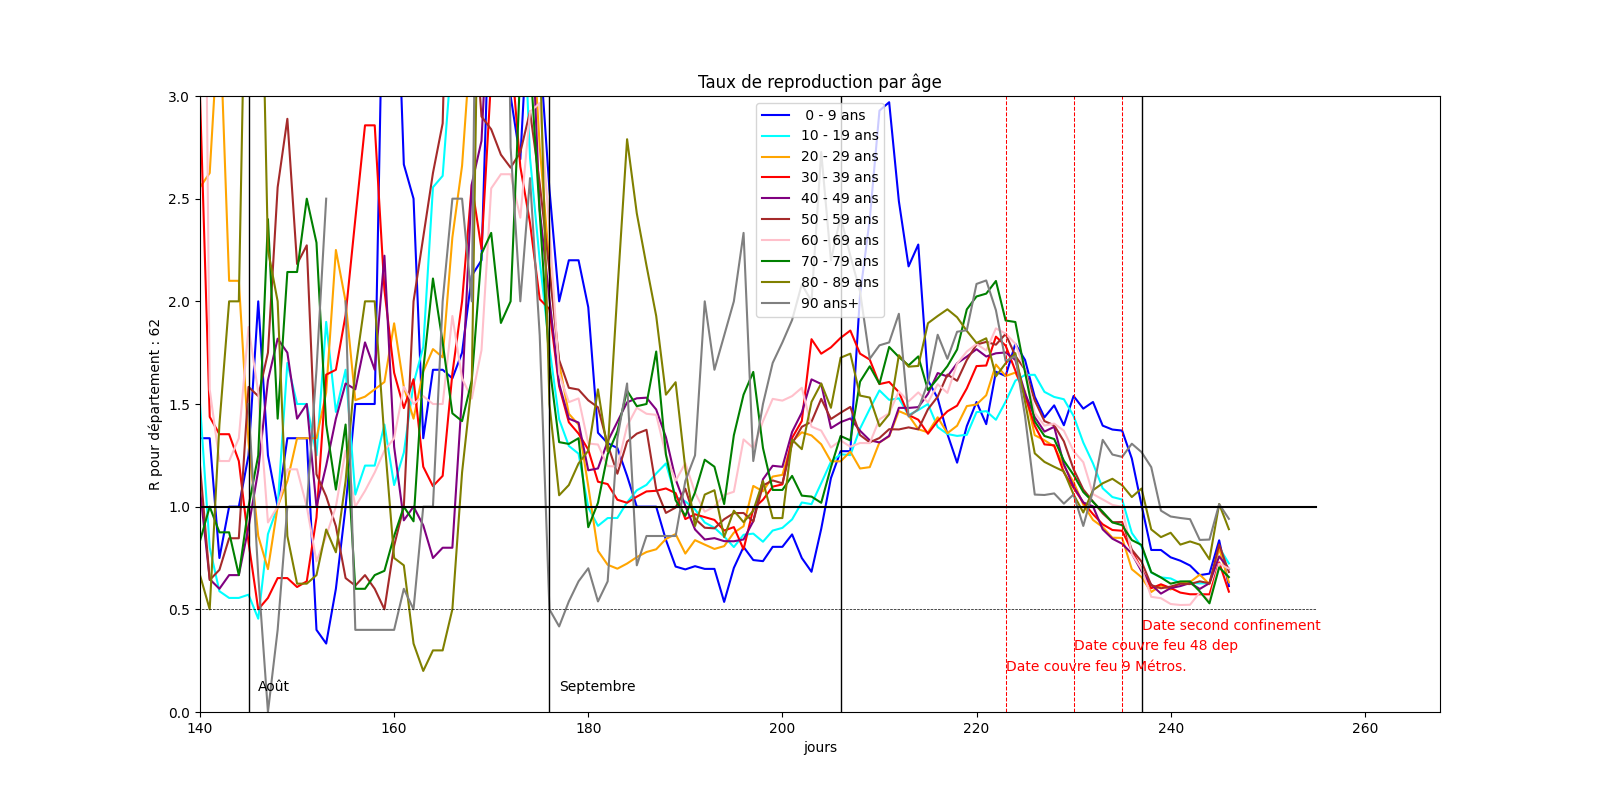 Taux de reproduction par âge
3.0
2.5
2.0
1.5
1.0
0.5
0.0
R pour département : 62
0 - 9 ans
10 - 19 ans
20 - 29 ans
30 - 39 ans
40 - 49 ans
50 - 59 ans
60 - 69 ans
70 - 79 ans
80 - 89 ans
90 ans+
Date second confinement
Date couvre feu 48 dep
Date couvre feu 9 Métros.
Août
Septembre
140
160
180
200
220
240
260
jours